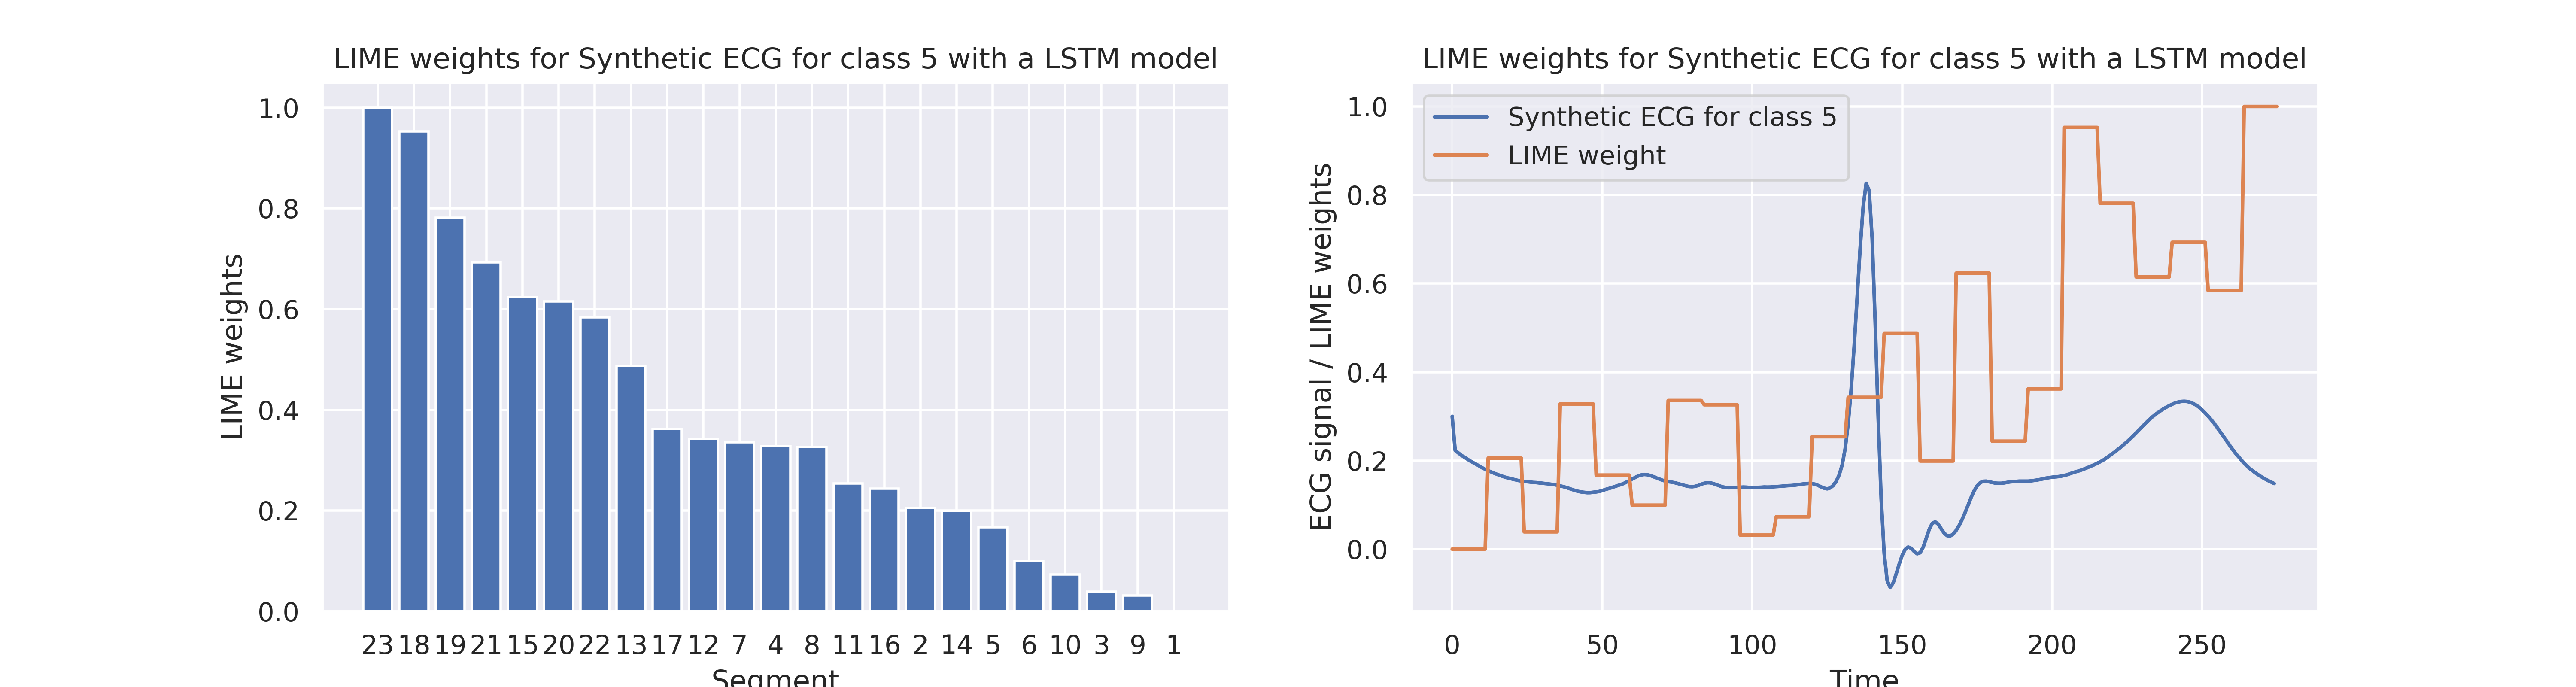 LIME weights for Synthetic ECG for class 5 with a LSTM model
LIME weights
1.0
0.8
0.6
0.4
0.2
0.0
23 18 19 21 15 20 22 13 17 12 7 4 8 11 16 2 14 5 6 10 3 9 1
Segment
LIME weights for Synthetic ECG for class 5 with a LSTM model
Synthetic ECG for class 5
LIME weight
ECG signal / LIME weights
1.0
0.8
0.6
0.4
0.2
0.0
0 50 100 150 200 250
Time